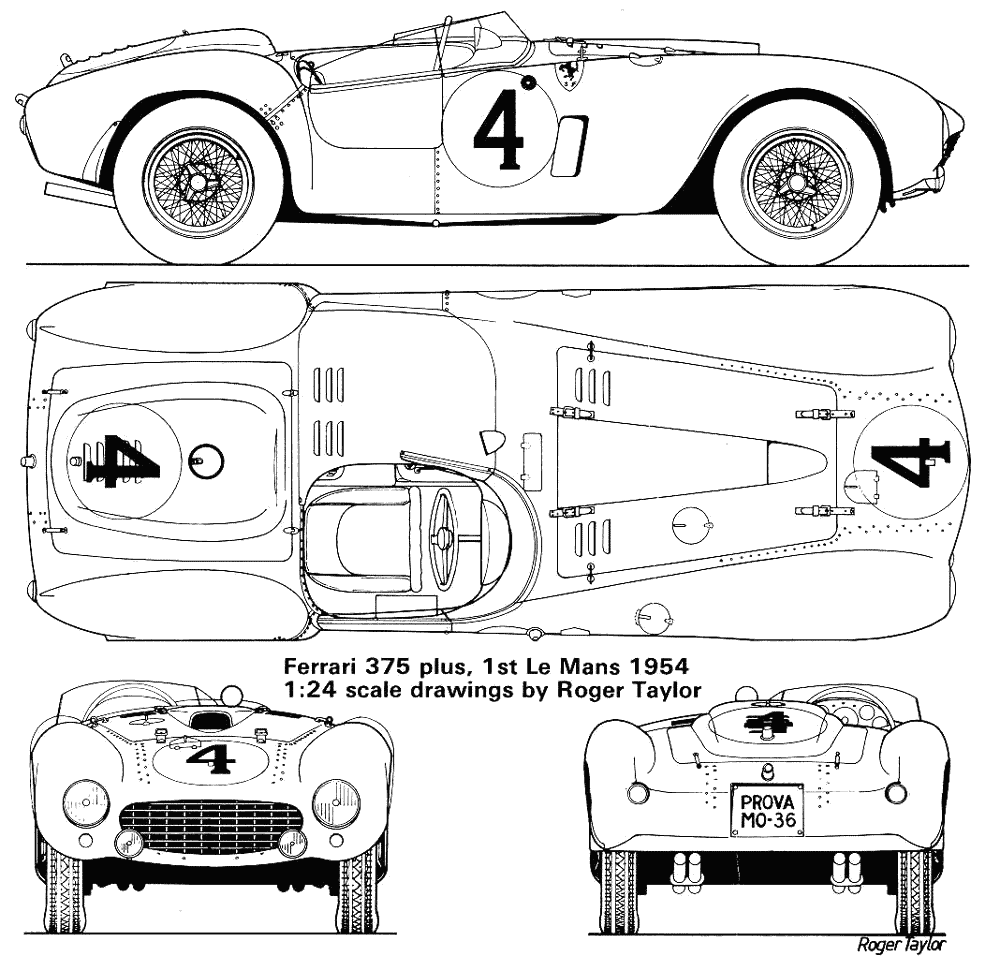 4
4
4
Ferrari 375 plus, 1st Le Mans 1954
1:24 scale drawings by Roger Taylor
4
4
PROVA
MO-36
Roger Taylor